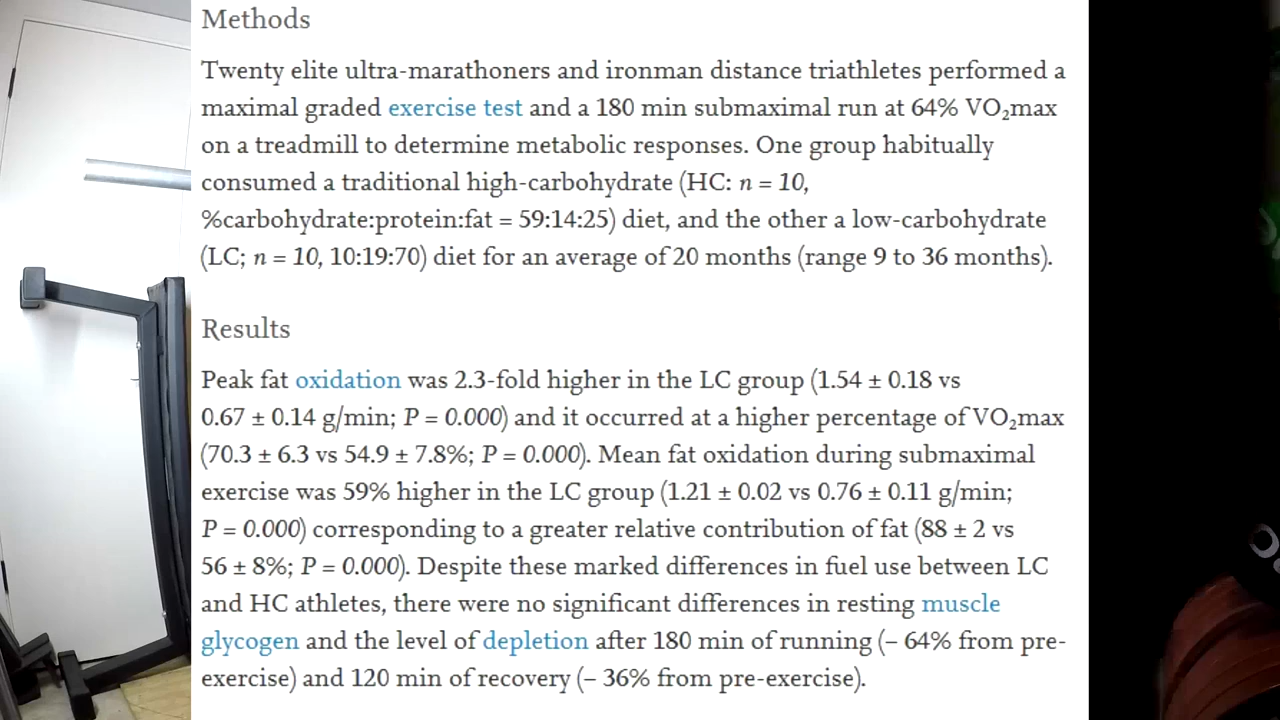 Methods
Twenty elite ultra-marathoners and ironman distance triathletes performed a
maximal graded exercise test and a 180 min submaximal run at 64% VO₂max
on a treadmill to determine metabolic responses. One group habitually
consumed a traditional high-carbohydrate (HC: n = 10,
%carbohydrate:protein:fat = 59:14:25) diet, and the other a low-carbohydrate
(LC; n = 10, 10:19:70) diet for an average of 20 months (range 9 to 36 months).
Results
Peak fat oxidation was 2.3-fold higher in the LC group (1.54 ± 0.18 vs
0.67 ± 0.14 g/min; P = 0.000) and it occurred at a higher percentage of VO₂max
(70.3 ± 6.3 vs 54.9 ± 7.8%; P = 0.000). Mean fat oxidation during submaximal
exercise was 59% higher in the LC group (1.21 ± 0.02 vs 0.76 ± 0.11 g/min;
P = 0.000) corresponding to a greater relative contribution of fat (88 ± 2 vs
56 ± 8%; P = 0.000). Despite these marked differences in fuel use between LC
and HC athletes, there were no significant differences in resting muscle
glycogen and the level of depletion after 180 min of running (− 64% from pre-
exercise) and 120 min of recovery (− 36% from pre-exercise).